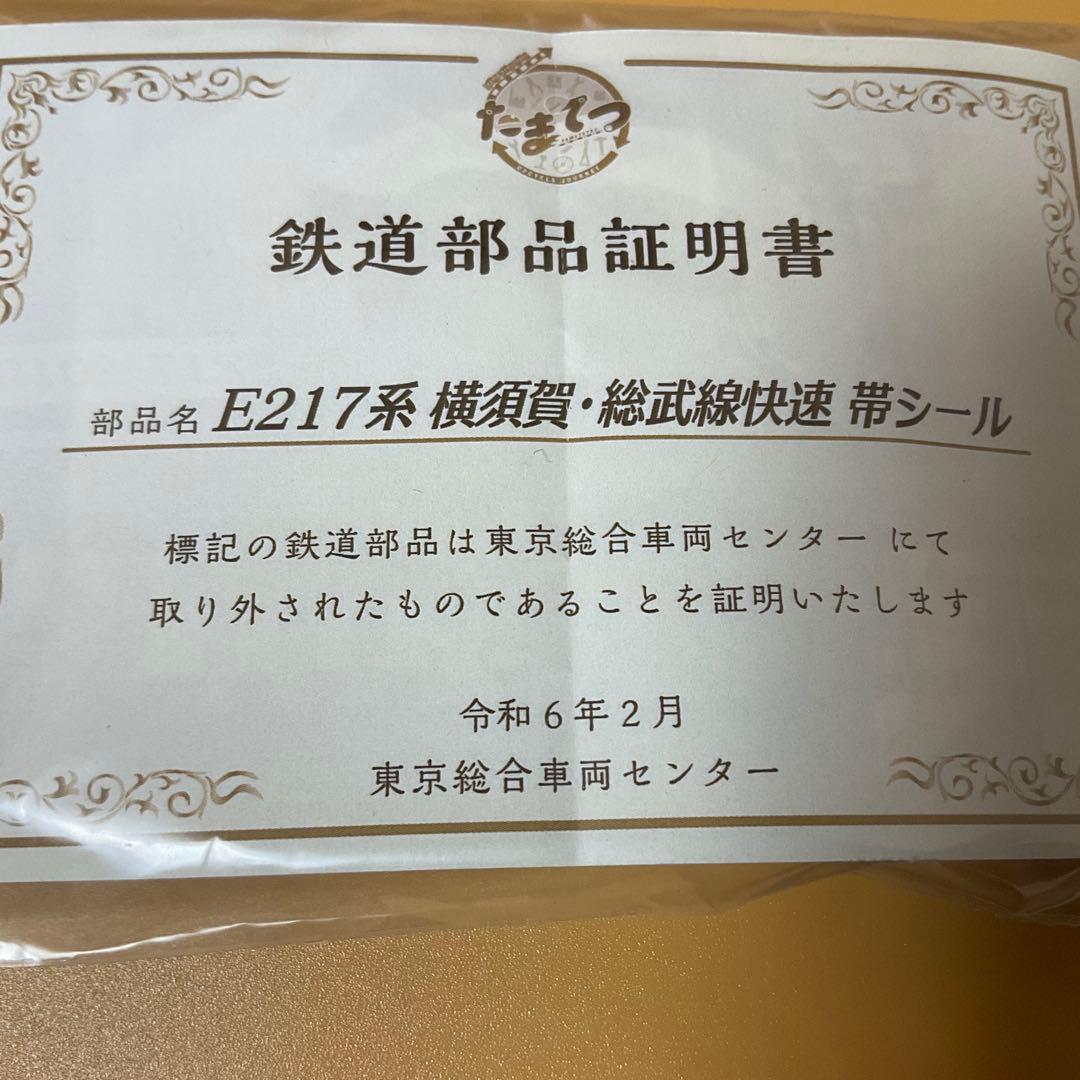 たまてつ
UPCYCLE JOURNEY
鉄道部品証明書
部品名 E217系 横須賀・総武線快速 帯シール
標記の鉄道部品は東京総合車両センター にて
取り外されたものであることを証明いたします
令和6年2月
東京総合車両センター